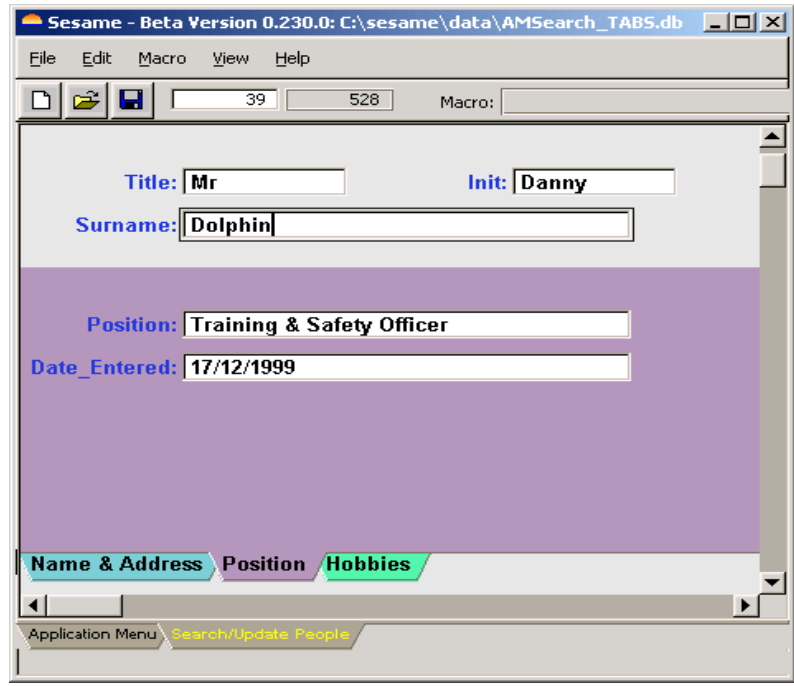 Sesame - Beta Version 0.230.0: C:\sesame\data\AMSearch_TABS.db
File Edit Macro View Help
39 528 Macro:
Title: Mr Init: Danny
Surname: Dolphin
Position: Training & Safety Officer
Date_Entered: 17/12/1999
Name & Address Position Hobbies
Application Menu Search/Update People